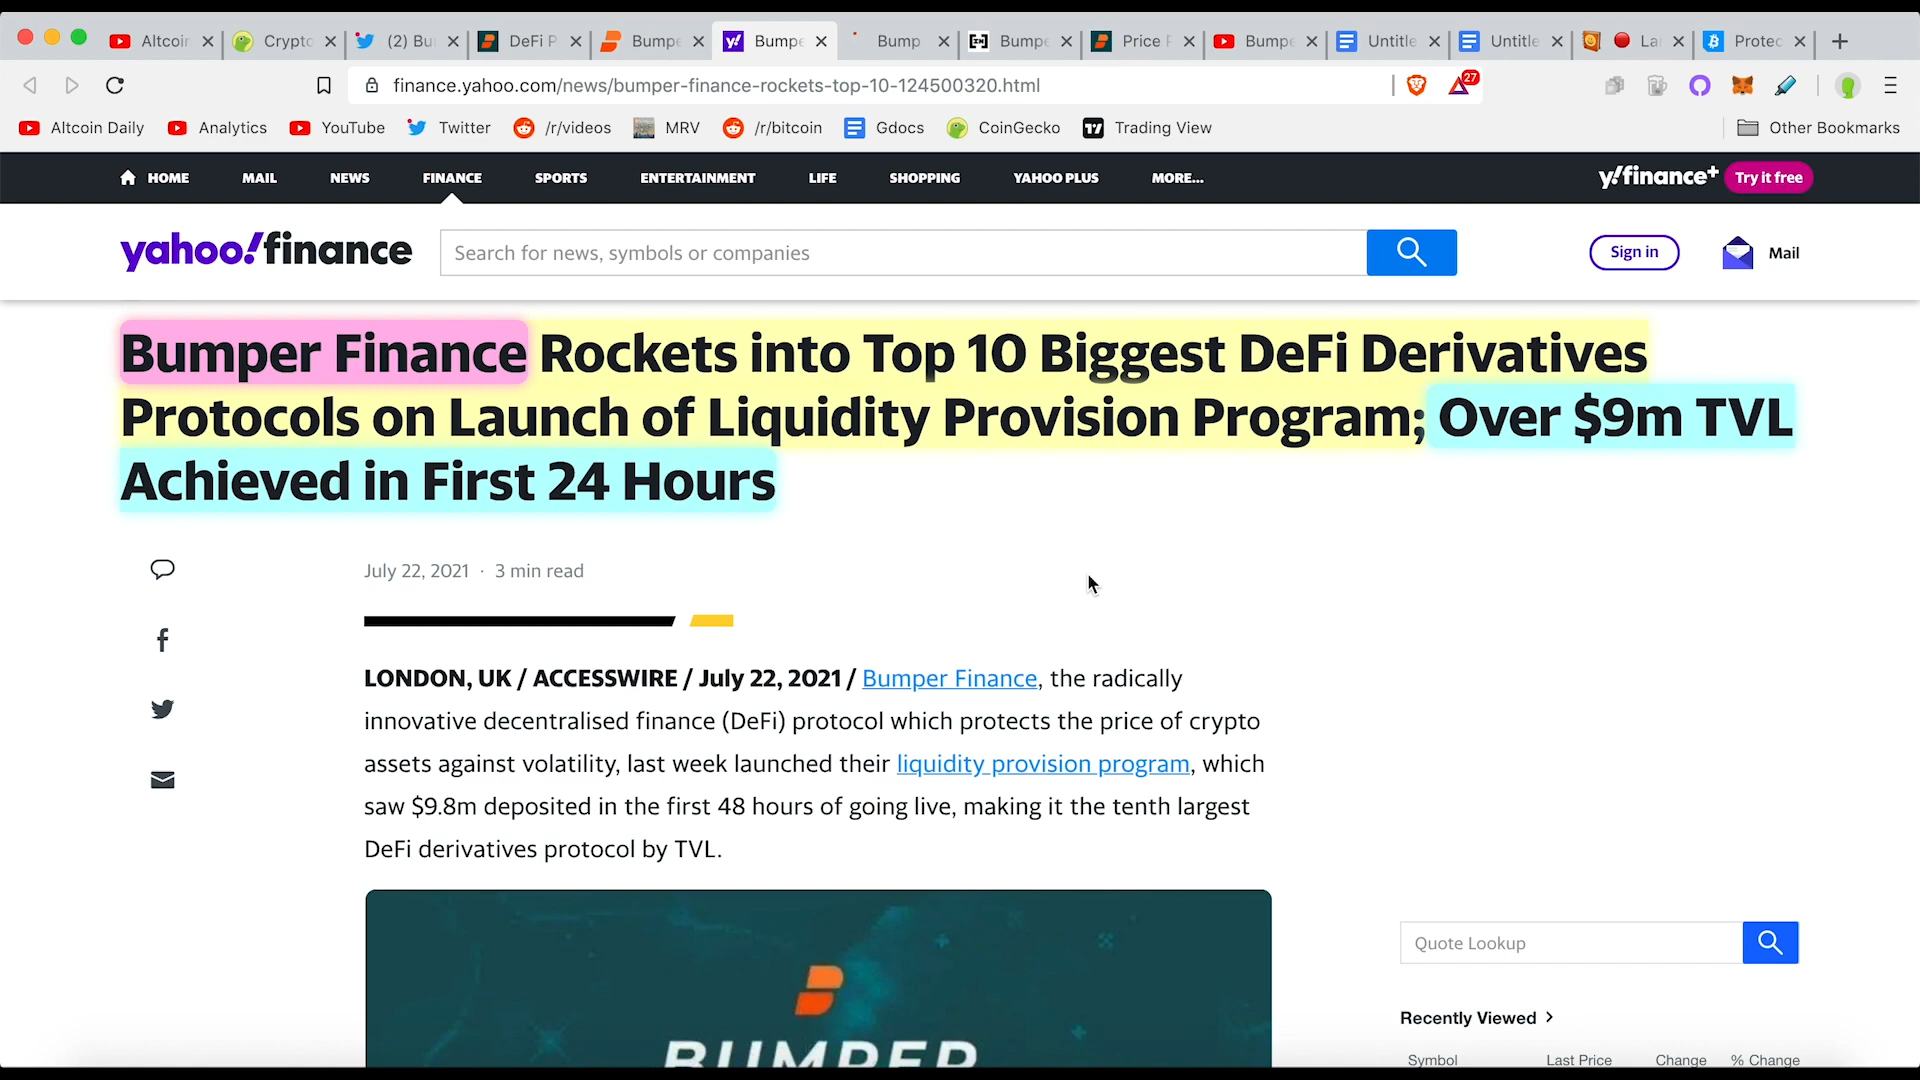 Altcoin
Crypto
(2) Bu
DeFi P
Bumpe
Bumpe
Bump
Bumpe
Price
Bumpe
Untitle
Untitle
La
Protec
finance.yahoo.com/news/bumper-finance-rockets-top-10-124500320.html
27
Altcoin Daily
Analytics
YouTube
Twitter
/r/videos
MRV
/r/bitcoin
Gdocs
CoinGecko
Trading View
Other Bookmarks
HOME
MAIL
NEWS
FINANCE
SPORTS
ENTERTAINMENT
LIFE
SHOPPING
YAHOO PLUS
MORE...
y!finance+
Try it free
yahoo!finance
Search for news, symbols or companies
Sign in
Mail
Bumper Finance Rockets into Top 10 Biggest DeFi Derivatives
Protocols on Launch of Liquidity Provision Program; Over $9m TVL
Achieved in First 24 Hours
July 22, 2021 · 3 min read
LONDON, UK / ACCESSWIRE / July 22, 2021 / Bumper Finance, the radically
innovative decentralised finance (DeFi) protocol which protects the price of crypto
assets against volatility, last week launched their liquidity provision program, which
saw $9.8m deposited in the first 48 hours of going live, making it the tenth largest
DeFi derivatives protocol by TVL.
BUMPER
Quote Lookup
Recently Viewed
Symbol
Last Price
Change
% Change